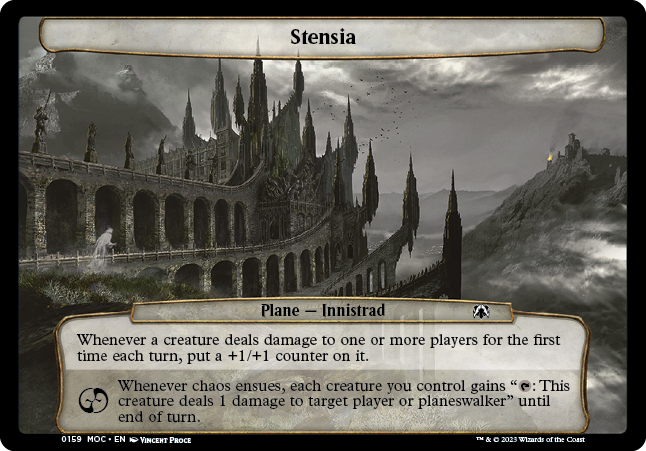 Stensia
Plane — Innistrad
Whenever a creature deals damage to one or more players for the first
time each turn, put a +1/+1 counter on it.
Whenever chaos ensues, each creature you control gains “: This
creature deals 1 damage to target player or planeswalker” until
end of turn.
0159 MOC • EN Vincent Proce
™ & © 2023 Wizards of the Coast